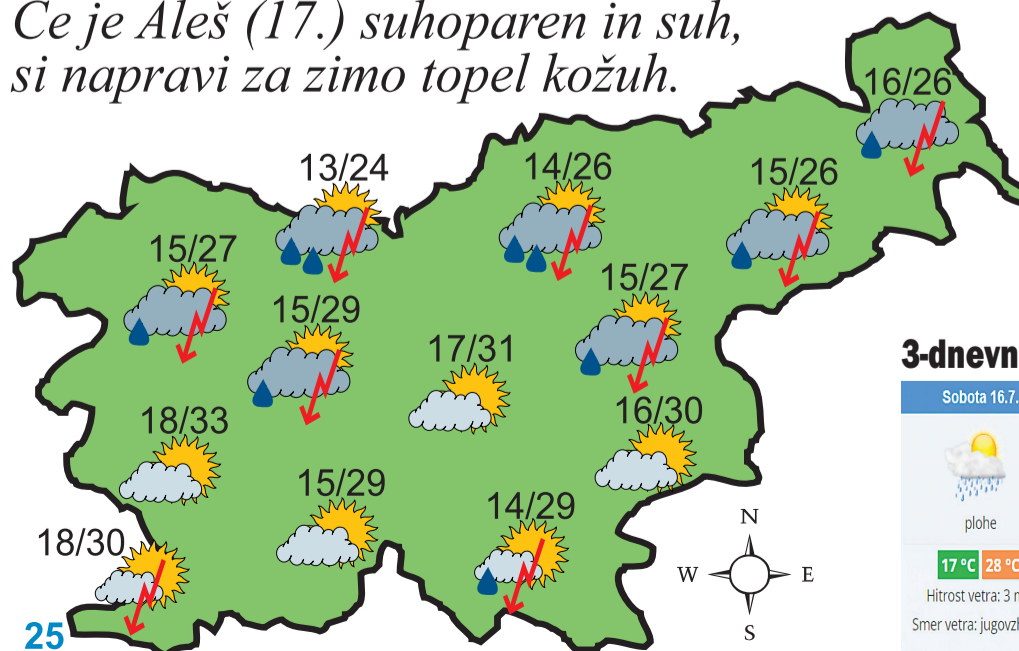 Če je Aleš (17.) suhoparen in suh,
si napravi za zimo topel kožuh.
16/26
13/24
14/26
15/26
15/27
15/27
15/29
17/31
18/33
16/30
15/29
14/29
18/30
25
N
W
E
S
3-dnevn
Sobota 16.7.
plohe
17 °C 28 °C
Hitrost vetra: 3 m
Smer vetra: jugovzh